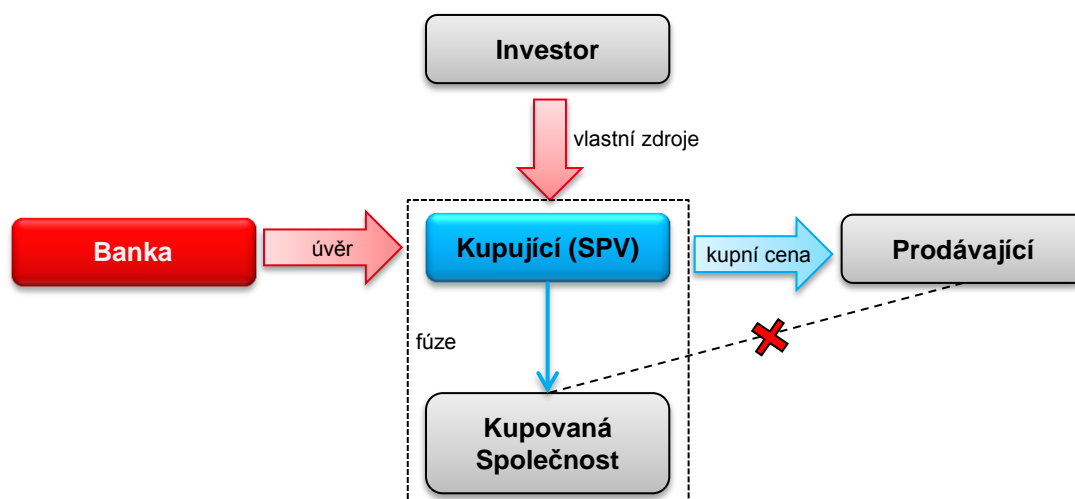 Investor
vlastní zdroje
Banka
úvěr
Kupující (SPV)
kupní cena
Prodávající
fúze
Kupovaná
Společnost